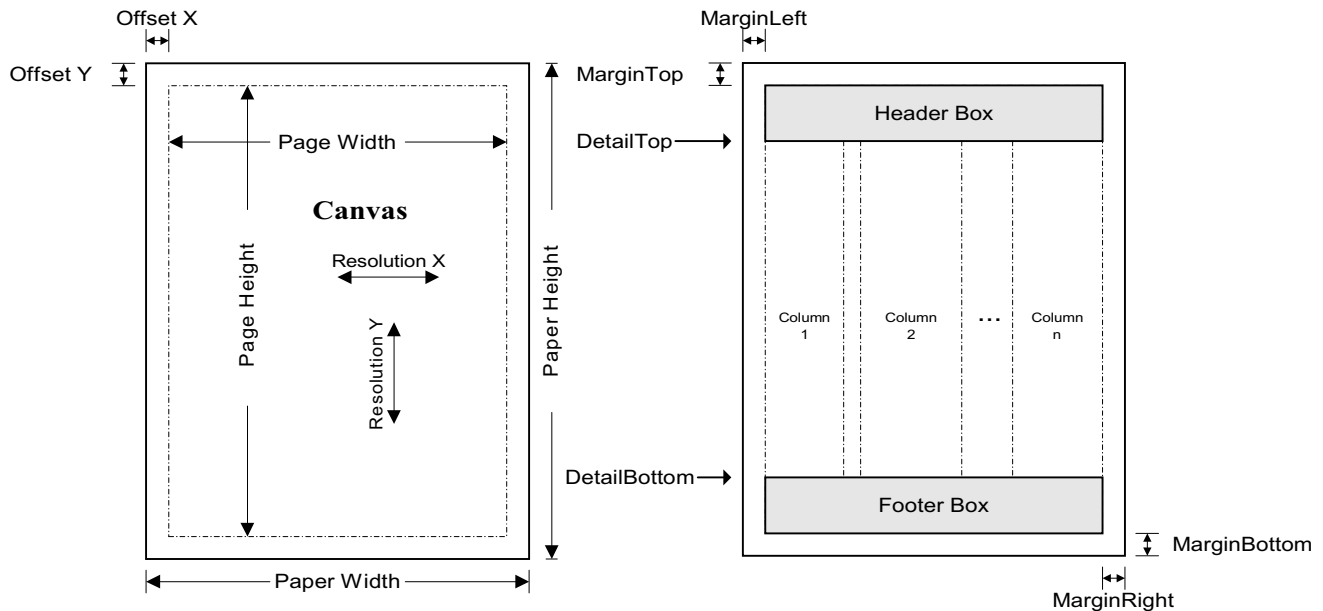 Offset X
Offset Y
Page Width
Canvas
Resolution X
Page Height
Resolution Y
Paper Height
Paper Width
MarginLeft
MarginTop
Header Box
DetailTop
Column
1
Column
2
...
Column
n
DetailBottom
Footer Box
MarginBottom
MarginRight